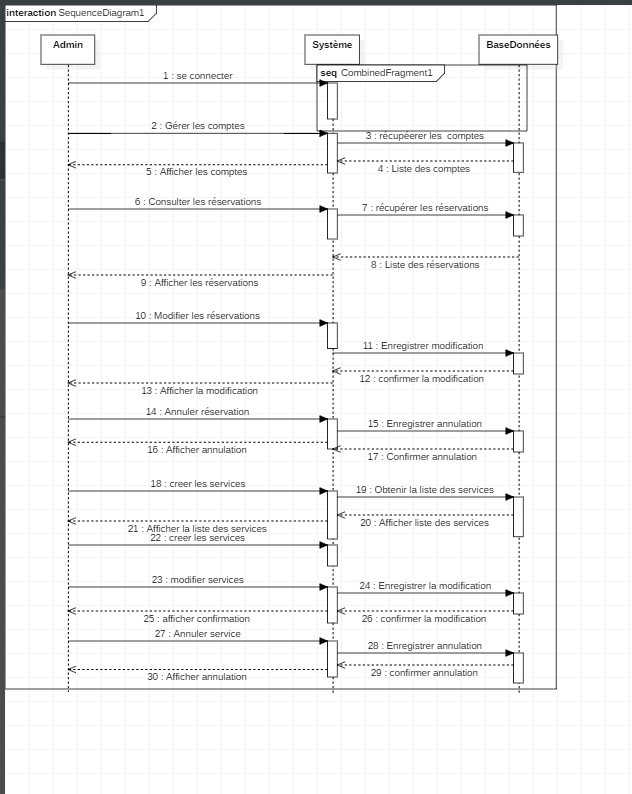 interaction SequenceDiagram1
Admin
Système
BaseDonnées
seq CombinedFragment1
1 : se connecter
2 : Gérer les comptes
3 : récupéerer les comptes
4 : Liste des comptes
5 : Afficher les comptes
6 : Consulter les réservations
7 : récupérer les réservations
8 : Liste des réservations
9 : Afficher les réservations
10 : Modifier les réservations
11 : Enregistrer modification
12 : confirmer la modification
13 : Afficher la modification
14 : Annuler réservation
15 : Enregistrer annulation
16 : Afficher annulation
17 : Confirmer annulation
18 : creer les services
19 : Obtenir la liste des services
20 : Afficher liste des services
21 : Afficher la liste des services
22 : creer les services
23 : modifier services
24 : Enregistrer la modification
25 : afficher confirmation
26 : confirmer la modification
27 : Annuler service
28 : Enregistrer annulation
29 : confirmer annulation
30 : Afficher annulation